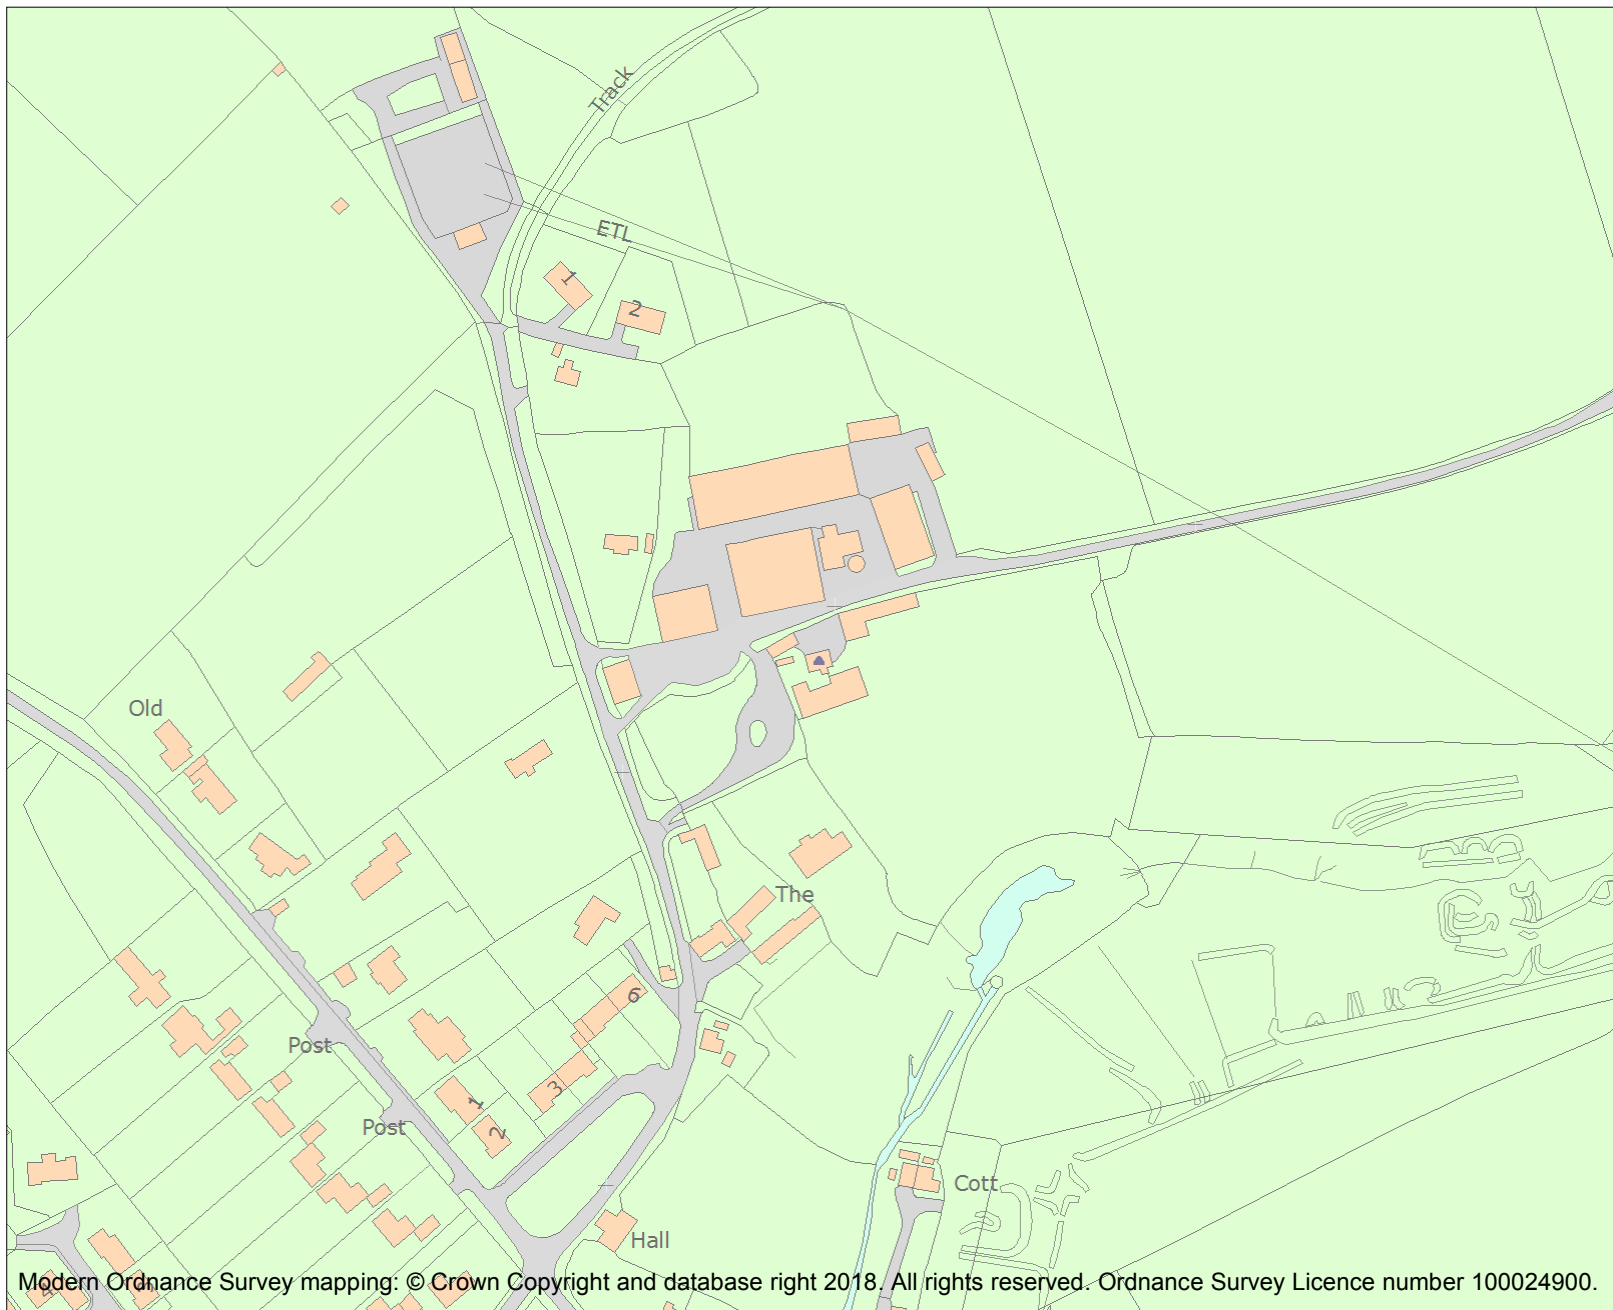 Track
ETL
1
2
Old
The
6
Post
3
1
Post
2
Cott
Hall
Modern Ordnance Survey mapping: © Crown Copyright and database right 2018. All rights reserved. Ordnance Survey Licence number 100024900.